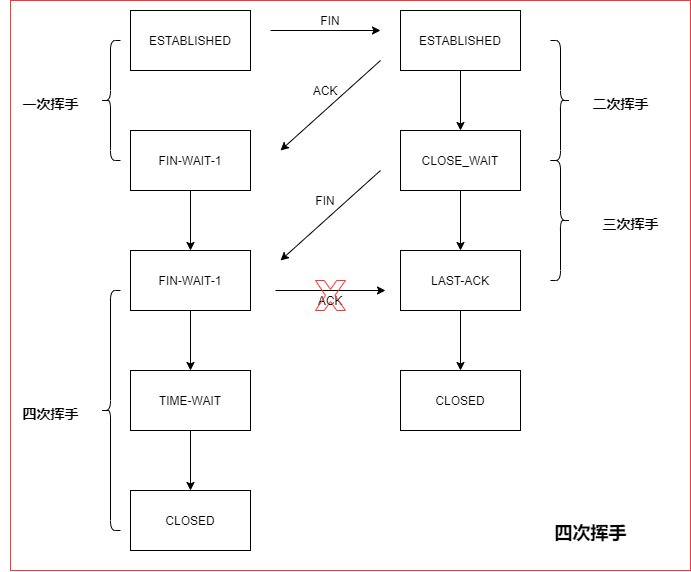 FIN
ESTABLISHED
ESTABLISHED
ACK
一次挥手
二次挥手
FIN-WAIT-1
CLOSE_WAIT
FIN
三次挥手
FIN-WAIT-1
LAST-ACK
ACK
TIME-WAIT
CLOSED
四次挥手
CLOSED
四次挥手